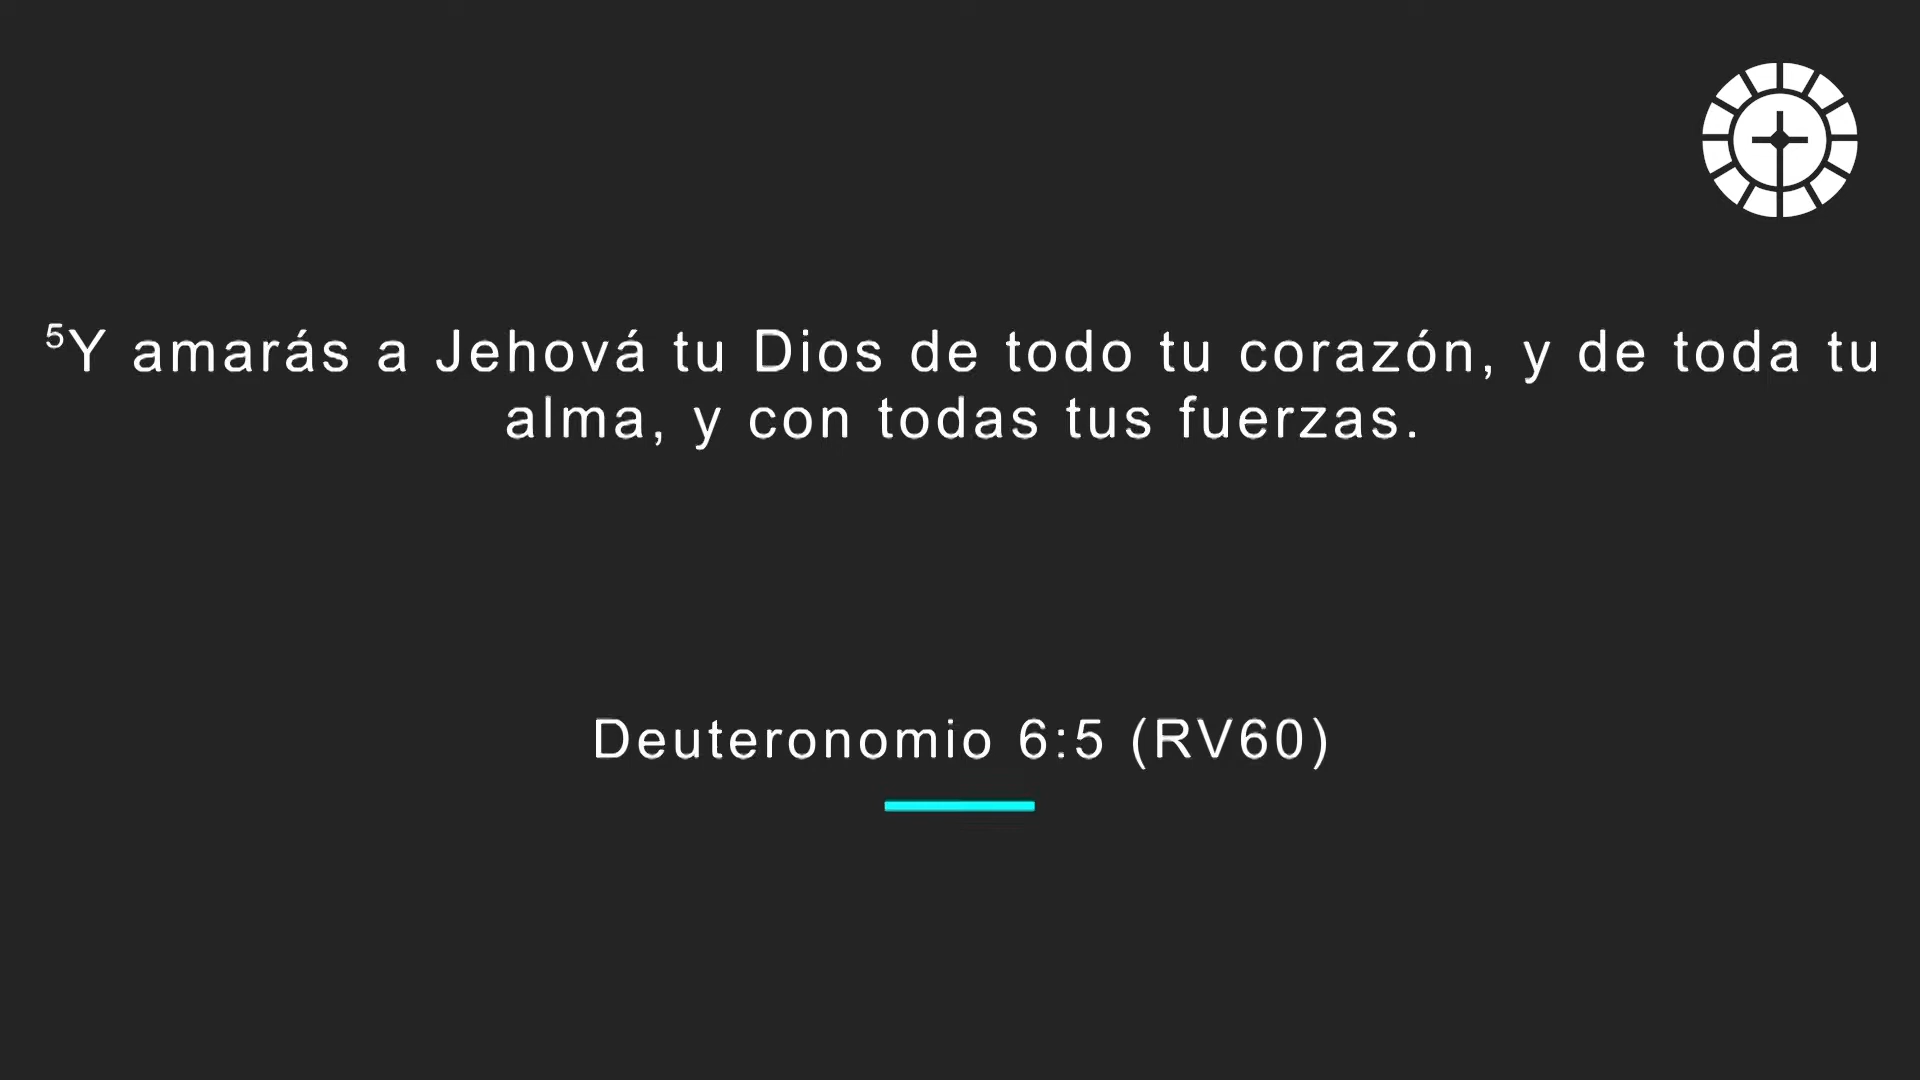 ⁵Y amarás a Jehová tu Dios de todo tu corazón, y de toda tu
alma, y con todas tus fuerzas.
Deuteronomio 6:5 (RV60)